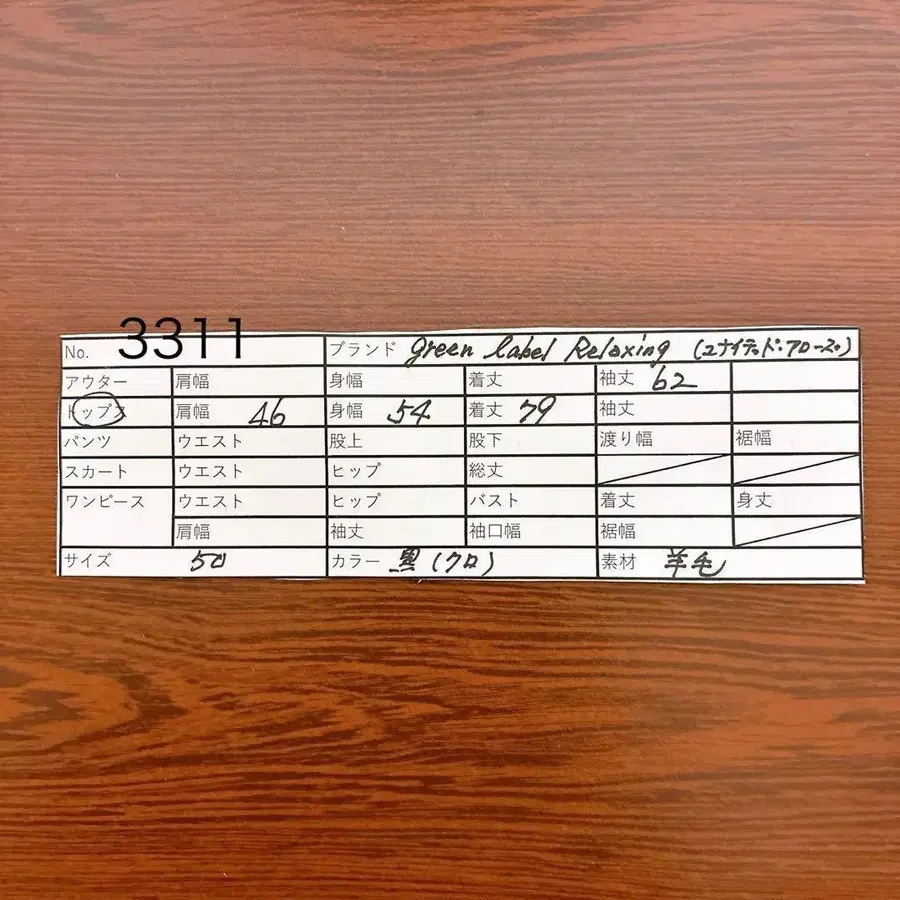 No. 3311 ブランド green label Relaxing (ユナイテッド・アローズ)
アウター 肩幅 身幅 着丈 袖丈 62
トップス 肩幅 46 身幅 54 着丈 79 袖丈
パンツ ウエスト 股上 股下 渡り幅 裾幅
スカート ウエスト ヒップ 総丈
ワンピース ウエスト ヒップ バスト 着丈 身丈
肩幅 袖丈 袖口幅 裾幅
サイズ 50 カラー 黒(クロ) 素材 羊毛